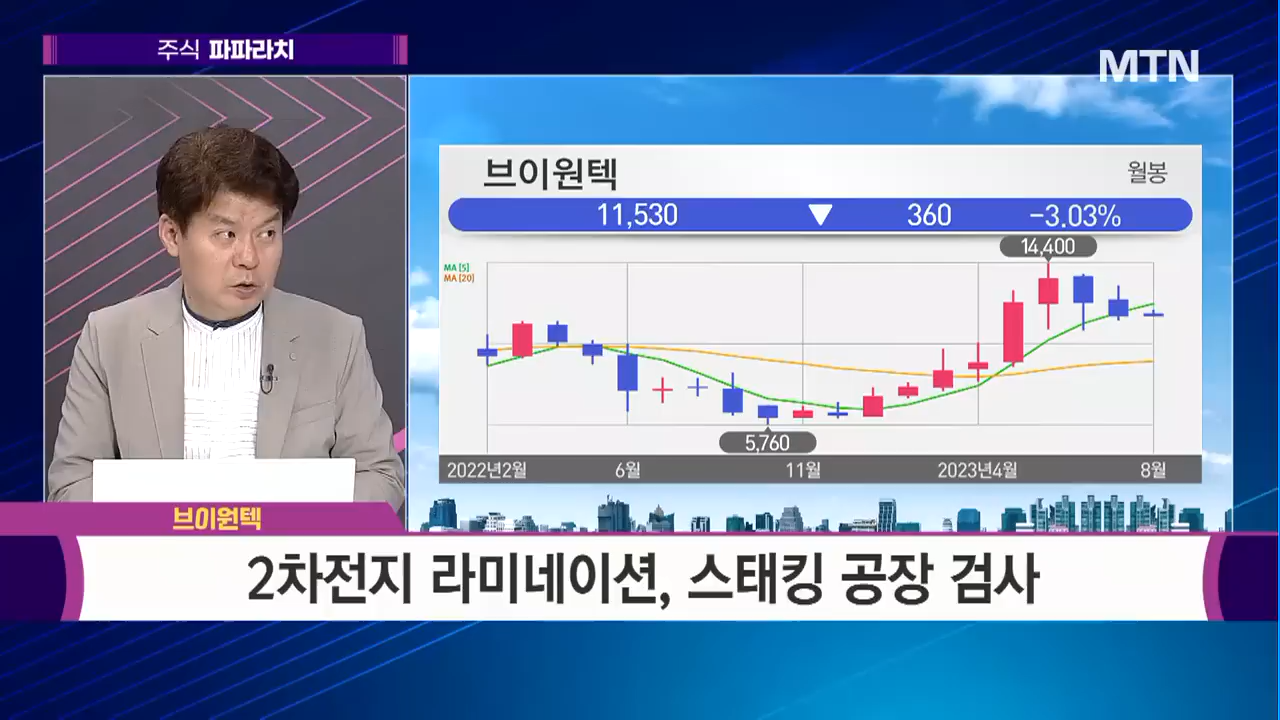 주식 파파라치
MTN
브이원텍
월봉
11,530 ▼ 360 -3.03%
14,400
MA [5]
MA [20]
5,760
2022년2월 6월 11월 2023년4월 8월
브이원텍
2차전지 라미네이션, 스태킹 공장 검사